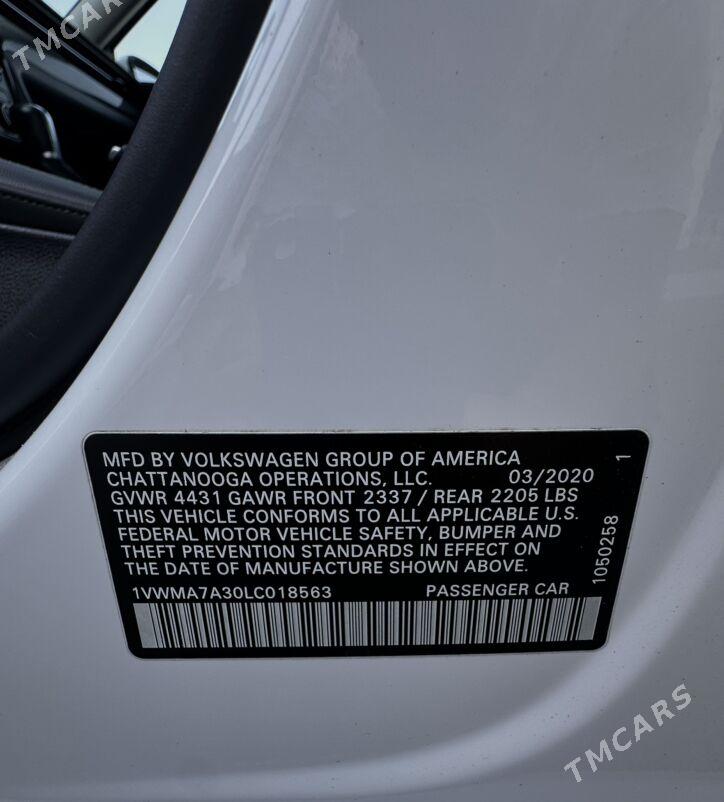 TMCARS
MFD BY VOLKSWAGEN GROUP OF AMERICA
CHATTANOOGA OPERATIONS, LLC. 03/2020
GVWR 4431 GAWR FRONT 2337 / REAR 2205 LBS
THIS VEHICLE CONFORMS TO ALL APPLICABLE U.S.
FEDERAL MOTOR VEHICLE SAFETY, BUMPER AND
THEFT PREVENTION STANDARDS IN EFFECT ON
THE DATE OF MANUFACTURE SHOWN ABOVE.
1VWMA7A30LC018563 PASSENGER CAR
1050258 1
TMCARS